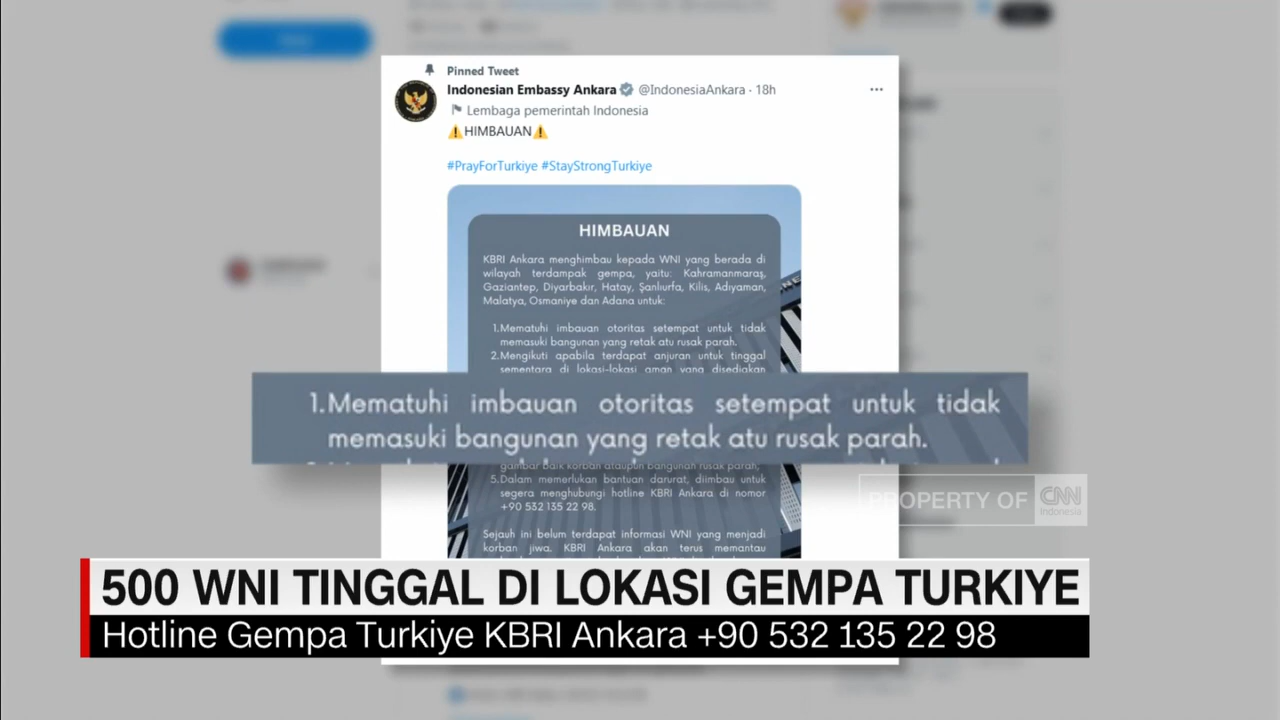 Pinned Tweet
Indonesian Embassy Ankara @IndonesiaAnkara · 18h
Lembaga pemerintah Indonesia
⚠️HIMBAUAN⚠️
#PrayForTurkiye #StayStrongTurkiye
HIMBAUAN
KBRI Ankara menghimbau kepada WNI yang berada di
wilayah terdampak gempa, yaitu: Kahramanmaraş,
Gaziantep, Diyarbakır, Hatay, Şanlıurfa, Kilis, Adıyaman,
Malatya, Osmaniye dan Adana untuk:
1.Mematuhi imbauan otoritas setempat untuk tidak
memasuki bangunan yang retak atu rusak parah.
2.Mengikuti apabila terdapat anjuran untuk tinggal
sementara di lokasi-lokasi aman yang disediakan
1.Mematuhi imbauan otoritas setempat untuk tidak
memasuki bangunan yang retak atu rusak parah.
gambar baik korban ataupun bangunan rusak parah;
5.Dalam memerlukan bantuan darurat, diimbau untuk
segera menghubungi hotline KBRI Ankara di nomor
+90 532 135 22 98.
Sejauh ini belum terdapat informasi WNI yang menjadi
korban jiwa. KBRI Ankara akan terus memantau
PROPERTY OF CNN Indonesia
500 WNI TINGGAL DI LOKASI GEMPA TURKIYE
Hotline Gempa Turkiye KBRI Ankara +90 532 135 22 98